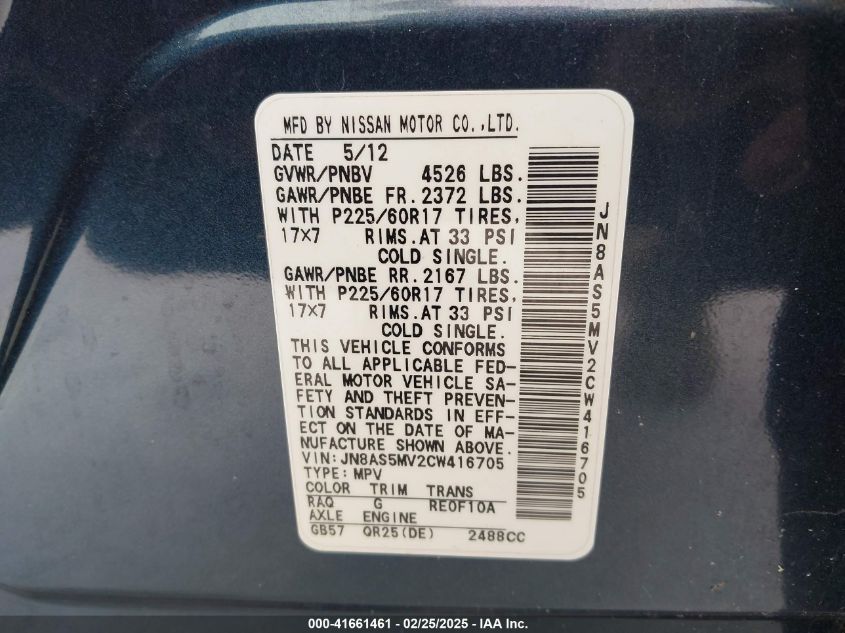 MFD BY NISSAN MOTOR CO.,LTD.
DATE 5/12
GVWR/PNBV 4526 LBS.
GAWR/PNBE FR. 2372 LBS.
WITH P225/60R17 TIRES,
17×7 RIMS. AT 33 PSI
COLD SINGLE.
GAWR/PNBE RR. 2167 LBS.
WITH P225/60R17 TIRES,
17×7 RIMS. AT 33 PSI
COLD SINGLE.
THIS VEHICLE CONFORMS
TO ALL APPLICABLE FED-
ERAL MOTOR VEHICLE SA-
FETY AND THEFT PREVEN-
TION STANDARDS IN EFF-
ECT ON THE DATE OF MA-
NUFACTURE SHOWN ABOVE.
VIN: JN8AS5MV2CW416705
TYPE: MPV
COLOR TRIM TRANS
RAQ G RE0F10A
AXLE ENGINE
GB57 QR25(DE) 2488CC
JN8AS5MV2CW416705
000-41661461 - 02/25/2025 - IAA Inc.